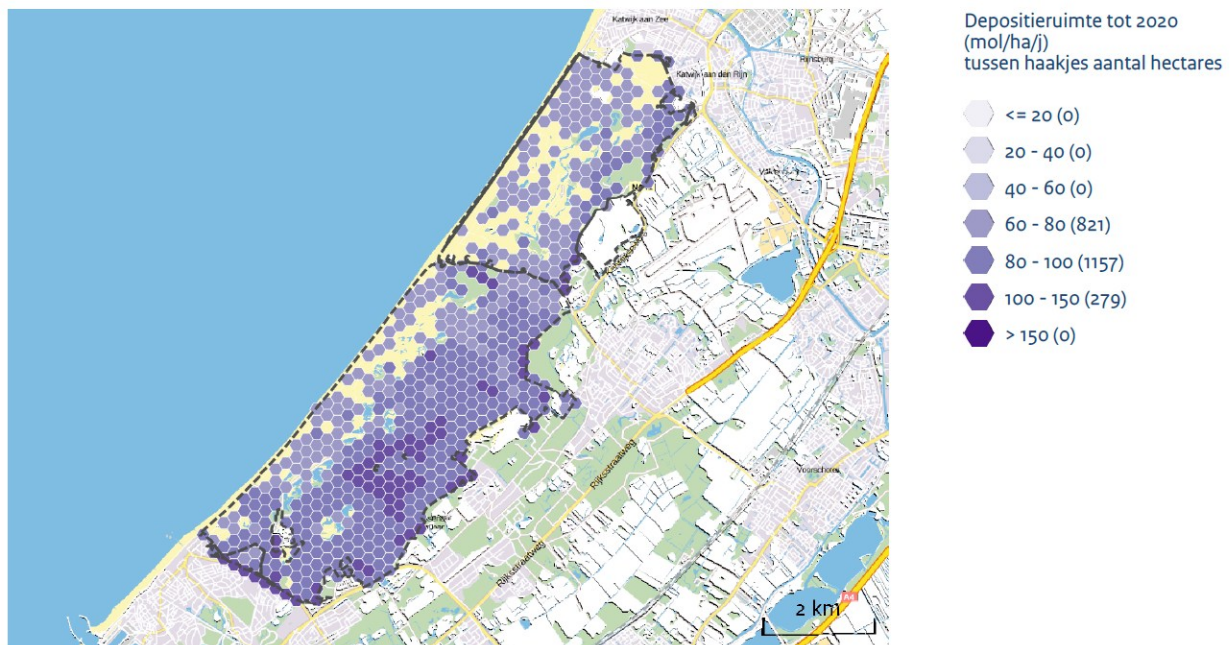 Katwijk aan Zee
Rijnsburg
Katwijk aan den Rijn
Rijksstraatweg
Voorschoten
Rijksstraatweg
A4
2 km
Depositieruimte tot 2020
(mol/ha/j)
tussen haakjes aantal hectares
<= 20 (0)
20 - 40 (0)
40 - 60 (0)
60 - 80 (821)
80 - 100 (1157)
100 - 150 (279)
> 150 (0)